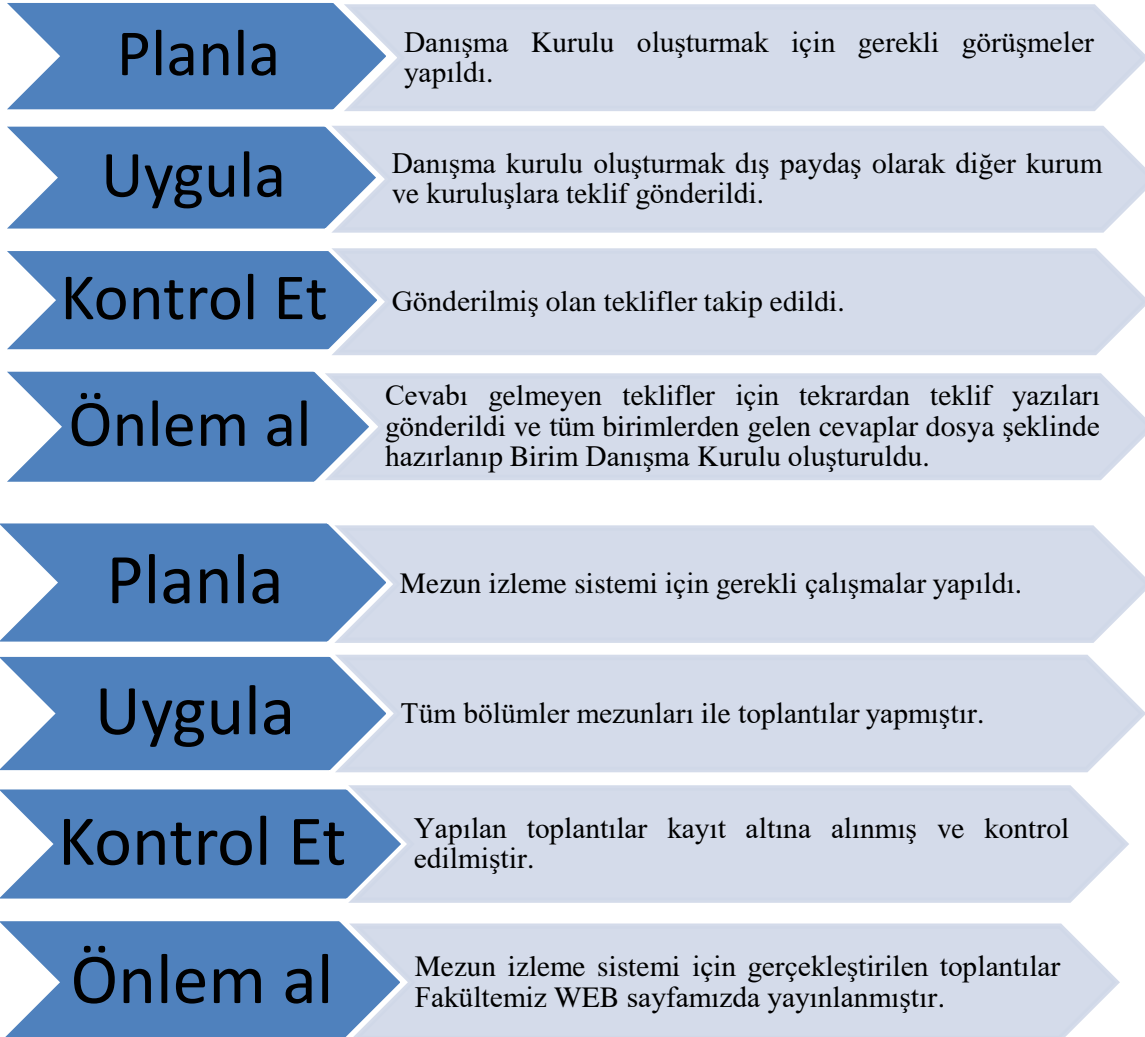 Planla
Danışma Kurulu oluşturmak için gerekli görüşmeler
yapıldı.
Uygula
Danışma kurulu oluşturmak dış paydaş olarak diğer kurum
ve kuruluşlara teklif gönderildi.
Kontrol Et
Gönderilmiş olan teklifler takip edildi.
Önlem al
Cevabı gelmeyen teklifler için tekrardan teklif yazıları
gönderildi ve tüm birimlerden gelen cevaplar dosya şeklinde
hazırlanıp Birim Danışma Kurulu oluşturuldu.
Planla
Mezun izleme sistemi için gerekli çalışmalar yapıldı.
Uygula
Tüm bölümler mezunları ile toplantılar yapmıştır.
Kontrol Et
Yapılan toplantılar kayıt altına alınmış ve kontrol
edilmiştir.
Önlem al
Mezun izleme sistemi için gerçekleştirilen toplantılar
Fakültemiz WEB sayfamızda yayınlanmıştır.